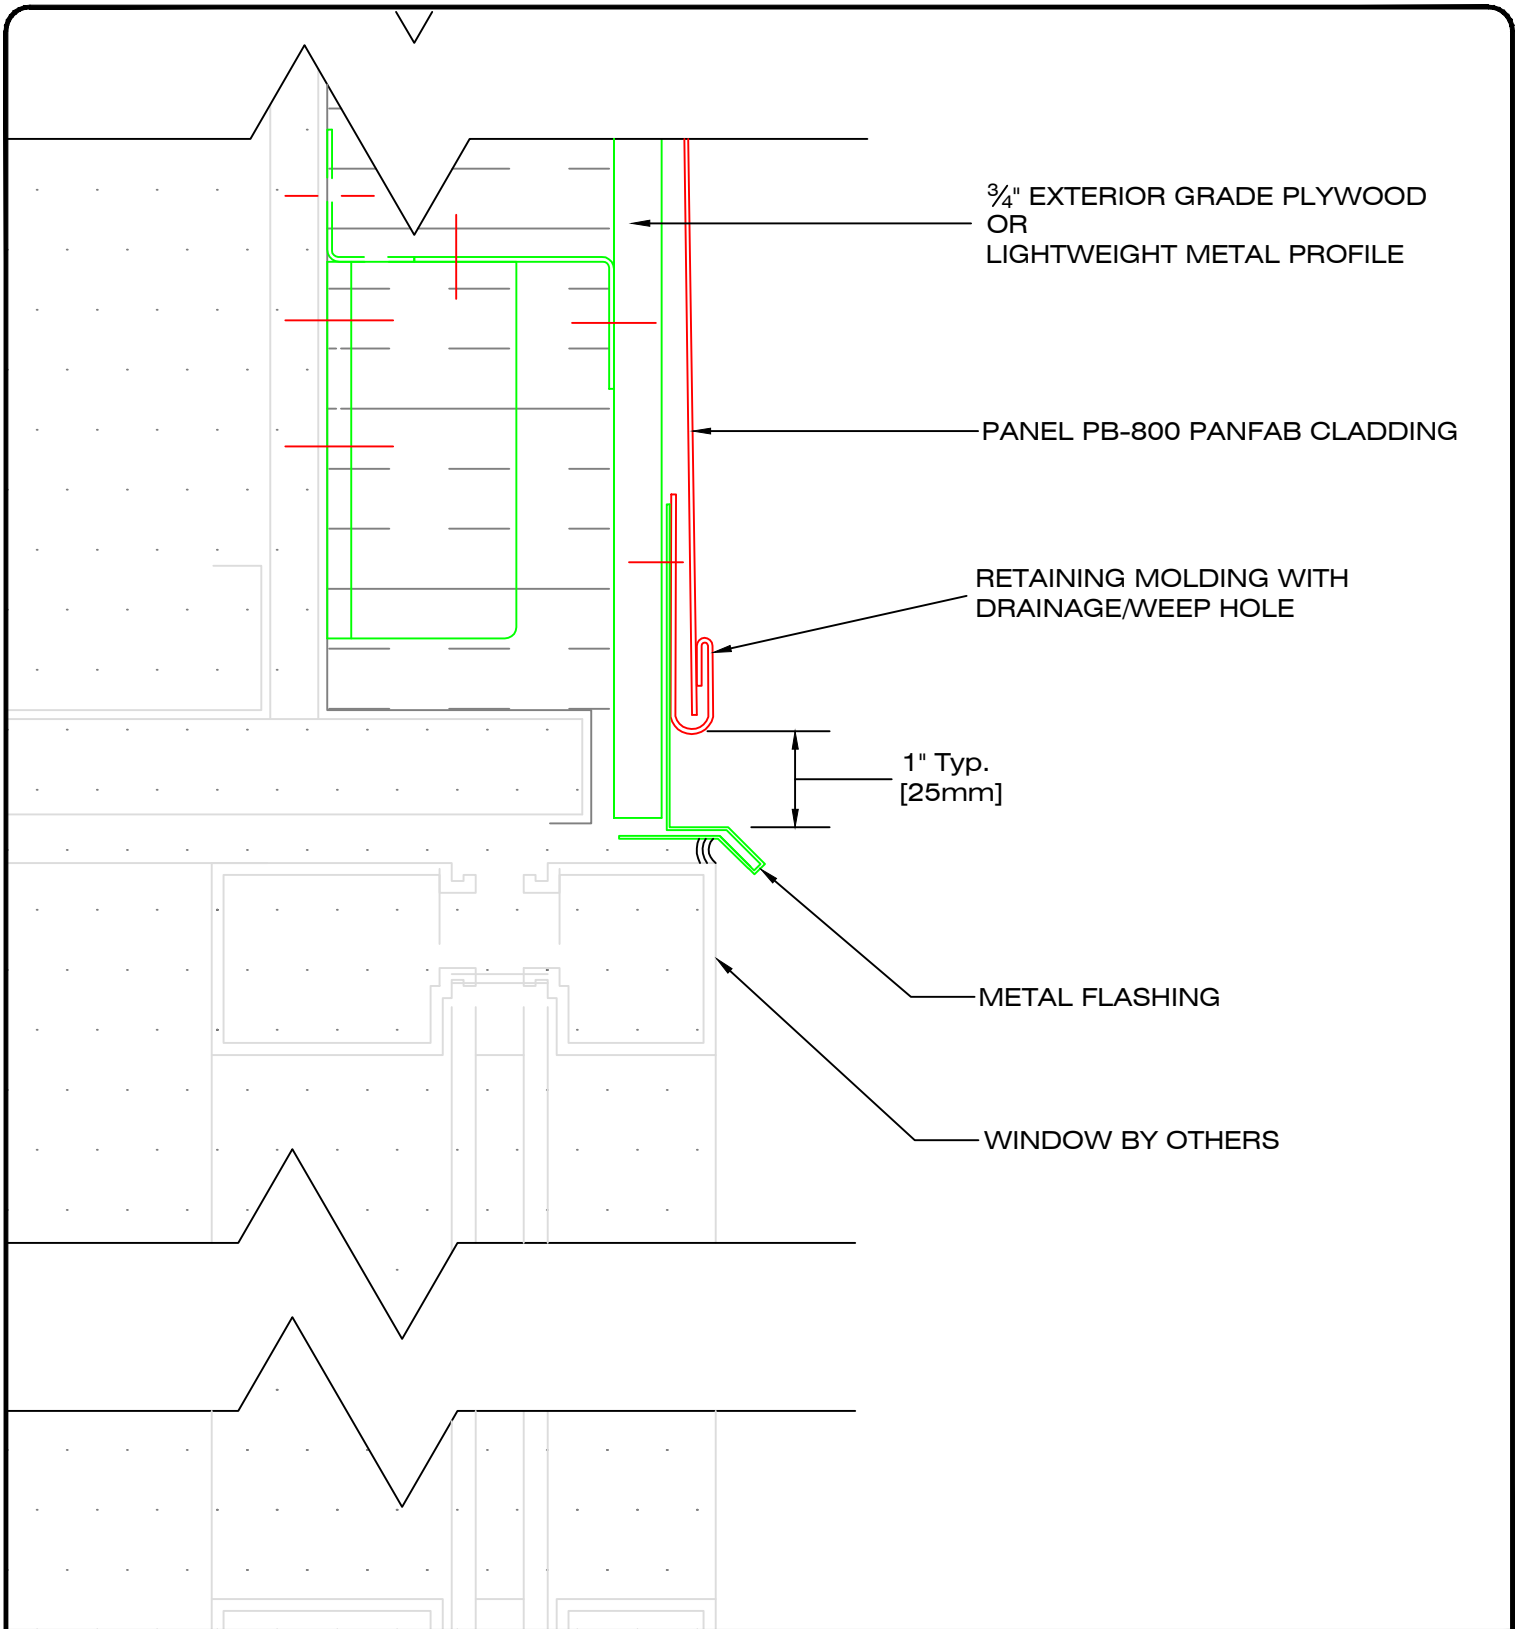 ¾" EXTERIOR GRADE PLYWOOD
OR
LIGHTWEIGHT METAL PROFILE
PANEL PB-800 PANFAB CLADDING
RETAINING MOLDING WITH
DRAINAGE/WEEP HOLE
1" Typ.
[25mm]
METAL FLASHING
WINDOW BY OTHERS